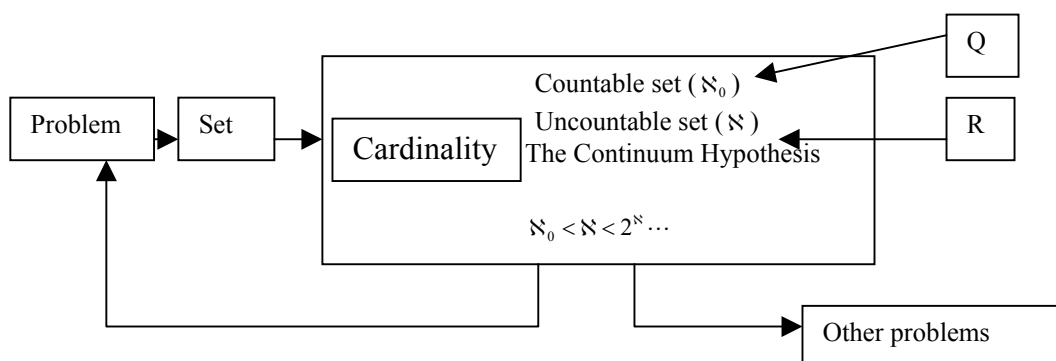 Q
Countable set ( ℵ₀ )
Problem
Set
Uncountable set ( ℵ )
R
Cardinality
The Continuum Hypothesis
ℵ₀ < ℵ < 2^ℵ ⋯
Other problems